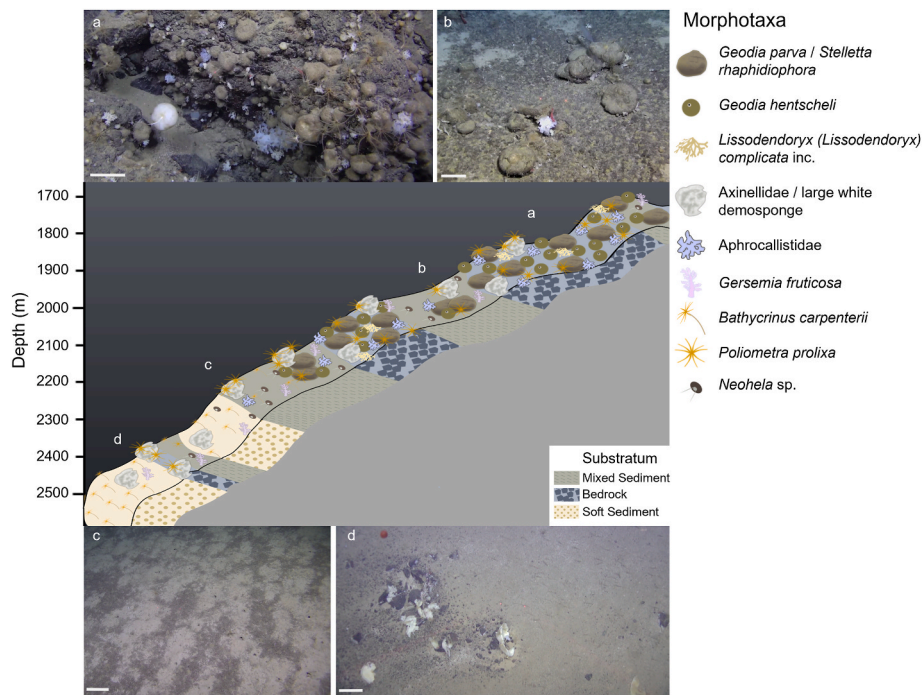 a
b
Morphotaxa
Geodia parva / Stelletta
rhaphidiophora
Geodia hentscheli
Lissodendoryx (Lissodendoryx)
complicata inc.
Axinellidae / large white
demosponge
Aphrocallistidae
Gersemia fruticosa
Bathycrinus carpenterii
Poliometra prolixa
Neohela sp.
Depth (m)
1700
1800
1900
2000
2100
2200
2300
2400
2500
a
b
c
d
Substratum
Mixed Sediment
Bedrock
Soft Sediment
c
d